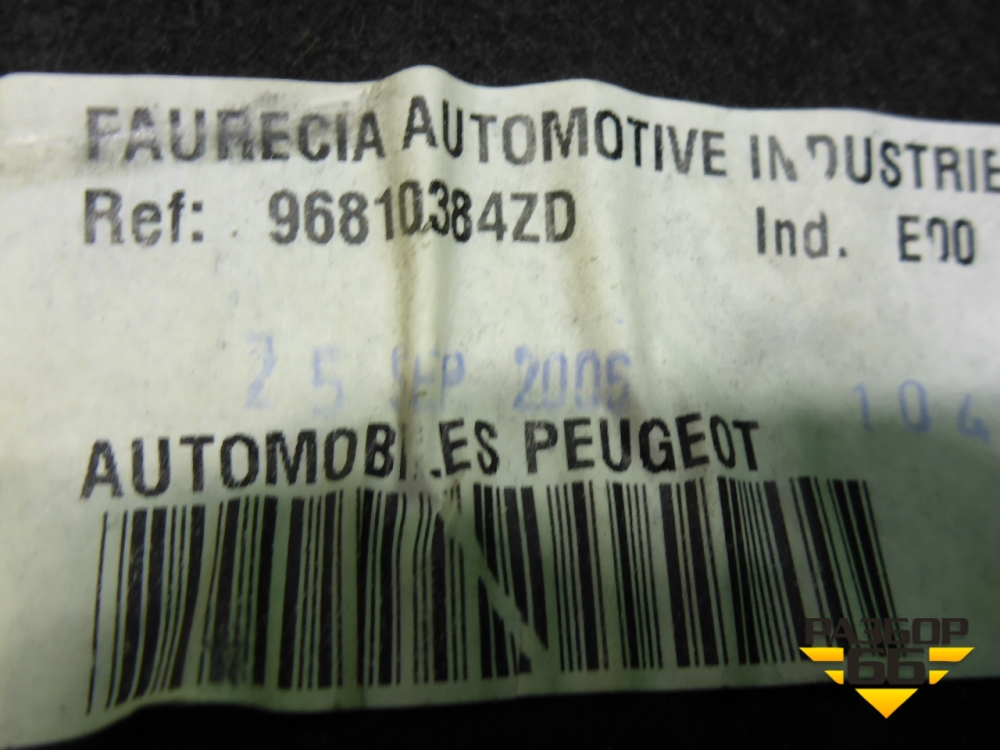 FAURECIA AUTOMOTIVE INDUSTRIE
Ref: 96810384ZD Ind. E00
25 SEP 2006 104
AUTOMOBILES PEUGEOT
РАЗБОР
66